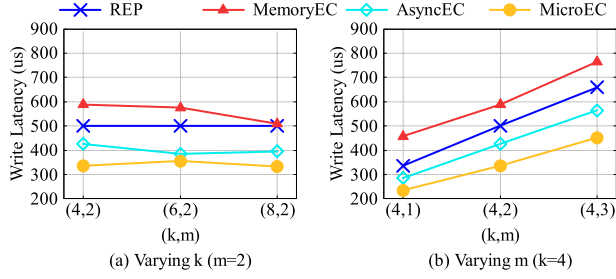 REP MemoryEC AsyncEC MicroEC
Write Latency (us)
900
800
700
600
500
400
300
200
(4,2) (6,2) (8,2)
(k,m)
(a) Varying k (m=2)
Write Latency (us)
900
800
700
600
500
400
300
200
(4,1) (4,2) (4,3)
(k,m)
(b) Varying m (k=4)